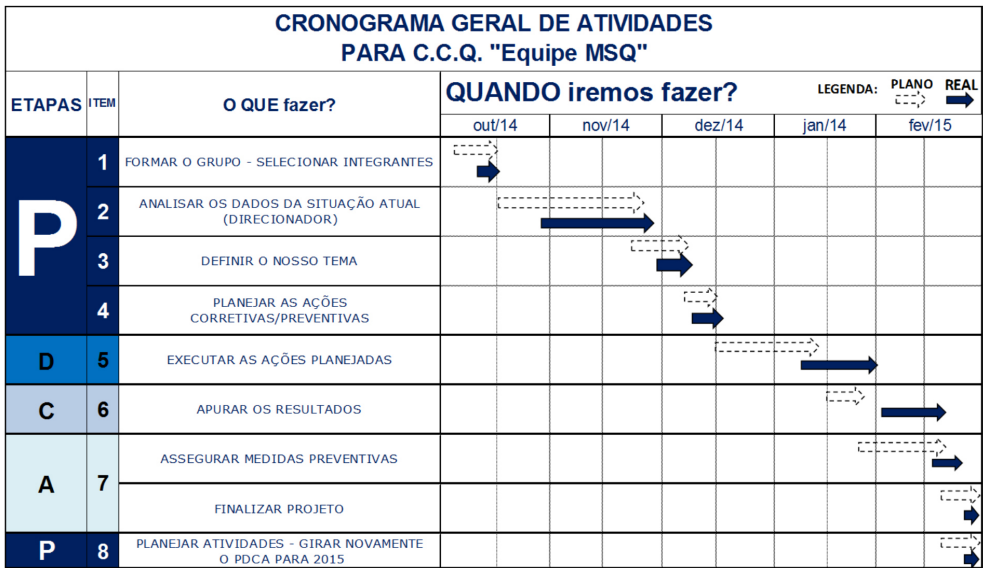 CRONOGRAMA GERAL DE ATIVIDADES
PARA C.C.Q. "Equipe MSQ"
ETAPAS
ITEM
O QUE fazer?
QUANDO iremos fazer?
LEGENDA:
PLANO
REAL
out/14
nov/14
dez/14
jan/14
fev/15
P
1
FORMAR O GRUPO - SELECIONAR INTEGRANTES
2
ANALISAR OS DADOS DA SITUAÇÃO ATUAL
(DIRECIONADOR)
3
DEFINIR O NOSSO TEMA
4
PLANEJAR AS AÇÕES
CORRETIVAS/PREVENTIVAS
D
5
EXECUTAR AS AÇÕES PLANEJADAS
C
6
APURAR OS RESULTADOS
A
7
ASSEGURAR MEDIDAS PREVENTIVAS
FINALIZAR PROJETO
P
8
PLANEJAR ATIVIDADES - GIRAR NOVAMENTE
O PDCA PARA 2015